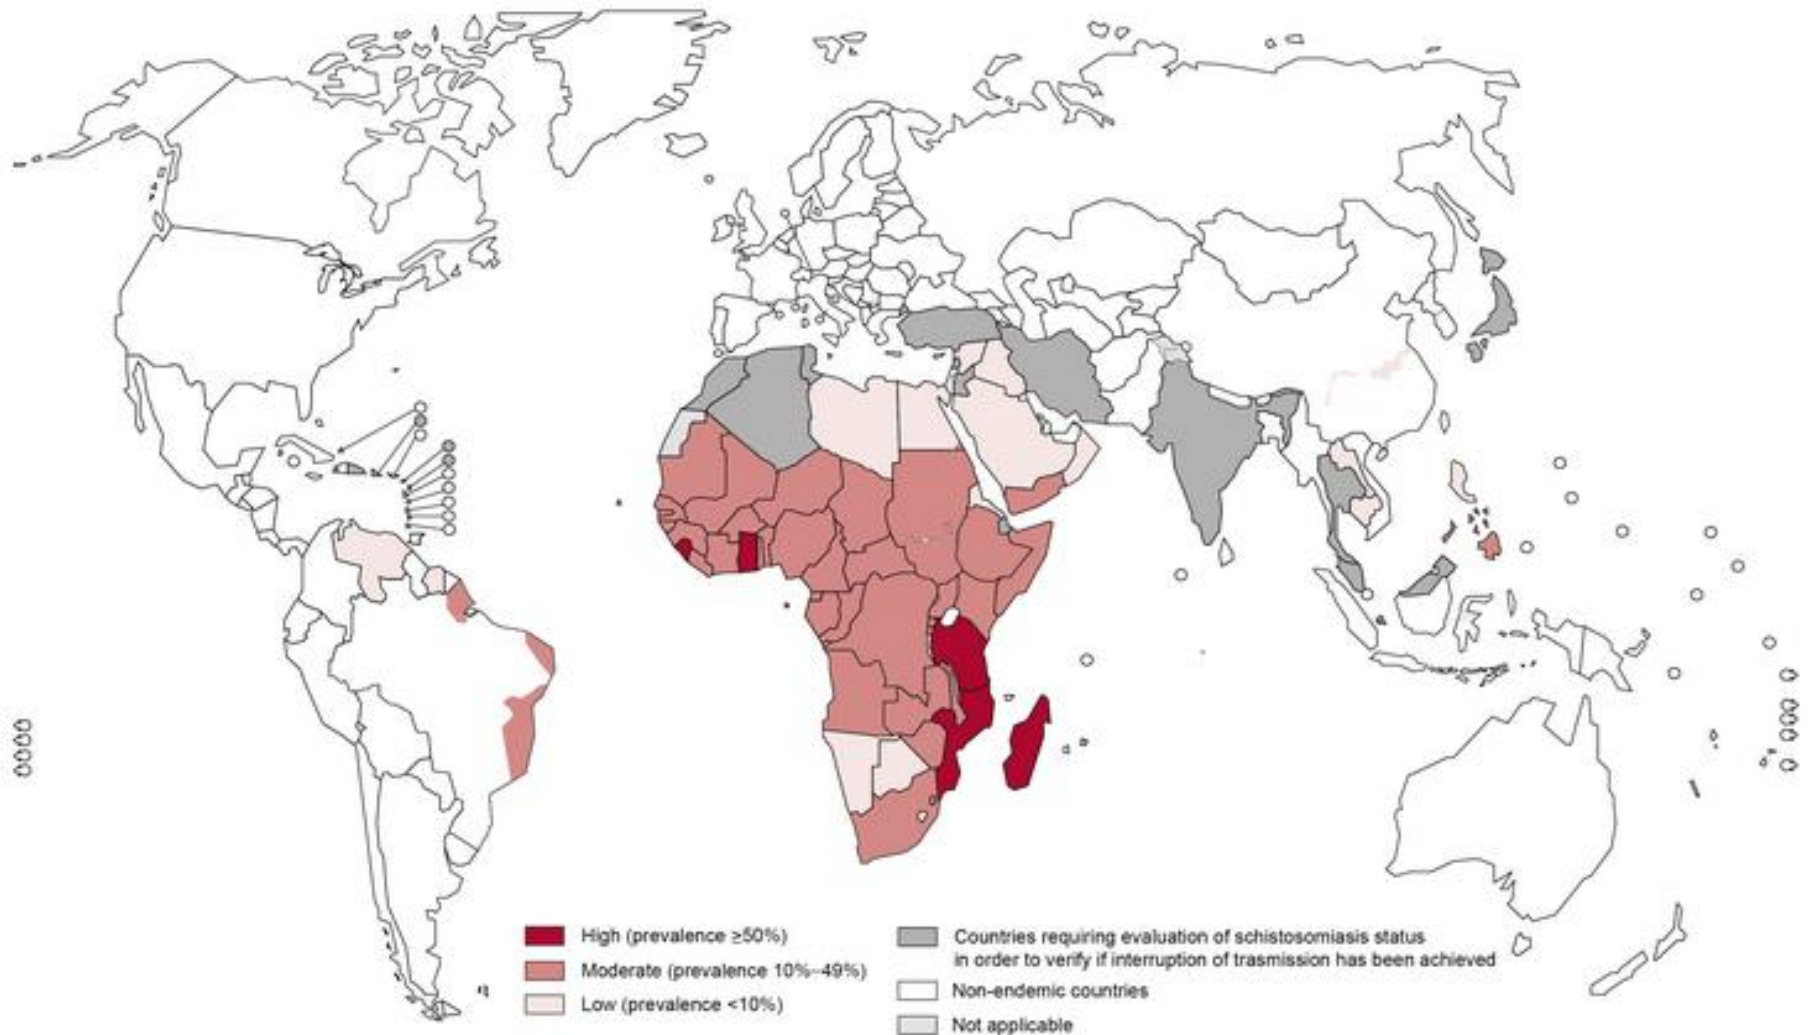 High (prevalence ≥50%)
Moderate (prevalence 10%–49%)
Low (prevalence <10%)
Countries requiring evaluation of schistosomiasis status
in order to verify if interruption of trasmission has been achieved
Non-endemic countries
Not applicable